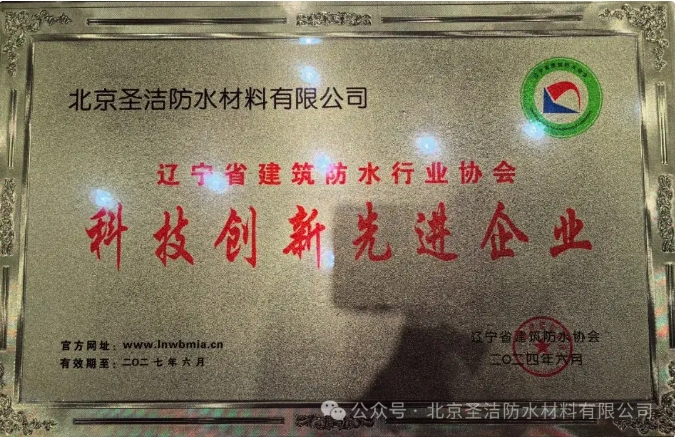 北京圣洁防水材料有限公司
辽宁省建筑防水行业协会
科技创新先进企业
官方网址：www.lnwbmia.cn
有效期至：二〇二七年六月
辽宁省建筑防水协会
二〇二四年六月
公众号·北京圣洁防水材料有限公司